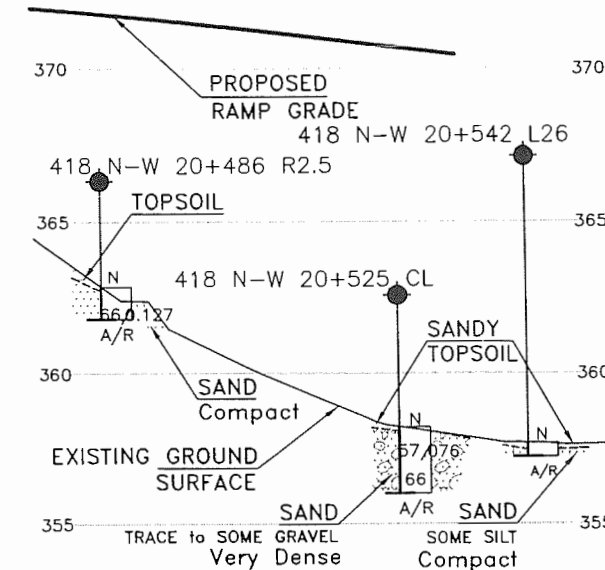 370
370
PROPOSED
RAMP GRADE
418 N-W 20+542 L26
418 N-W 20+486 R2.5
TOPSOIL
365
365
N
418 N-W 20+525 CL
66
0.127
A/R
SANDY
TOPSOIL
360
360
SAND
Compact
N
N
EXISTING GROUND
SURFACE
57/076
66
A/R
A/R
SAND
TRACE to SOME GRAVEL
Very Dense
SAND
SOME SILT
Compact
355
355